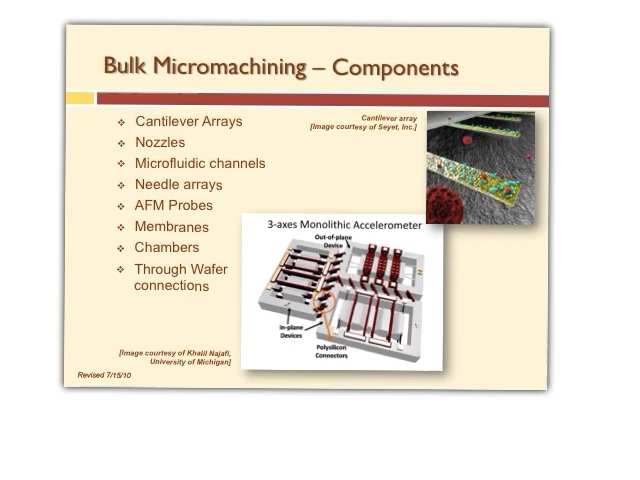 Bulk Micromachining – Components
Cantilever Arrays
Nozzles
Microfluidic channels
Needle arrays
AFM Probes
Membranes
Chambers
Through Wafer
connections
Cantilever array
[Image courtesy of Seyet, Inc.]
3-axes Monolithic Accelerometer
Out-of-plane
Device
In-plane
Devices
Polysilicon
Connectors
[Image courtesy of Khalil Najafi,
University of Michigan]
Revised 7/15/10